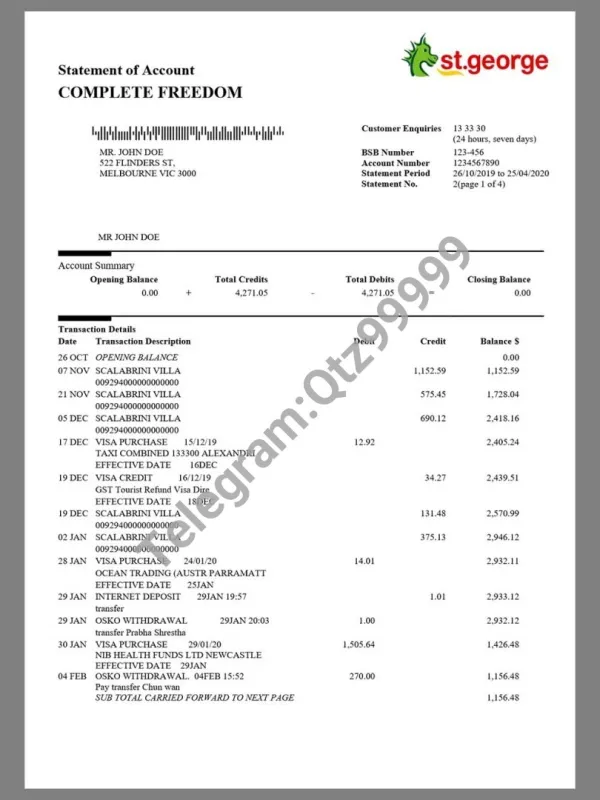 st.george
Statement of Account
COMPLETE FREEDOM
Customer Enquiries 13 33 30
(24 hours, seven days)
MR. JOHN DOE
522 FLINDERS ST,
MELBOURNE VIC 3000
BSB Number 123-456
Account Number 1234567890
Statement Period 26/10/2019 to 25/04/2020
Statement No. 2(page 1 of 4)
MR JOHN DOE
Account Summary
Opening Balance Total Credits Total Debits Closing Balance
0.00 + 4,271.05 - 4,271.05 = 0.00
Transaction Details
Date Transaction Description Debit Credit Balance $
26 OCT OPENING BALANCE 0.00
07 NOV SCALABRINI VILLA 1,152.59 1,152.59
009294000000000000
21 NOV SCALABRINI VILLA 575.45 1,728.04
009294000000000000
05 DEC SCALABRINI VILLA 690.12 2,418.16
009294000000000000
17 DEC VISA PURCHASE 15/12/19 12.92 2,405.24
TAXI COMBINED 133300 ALEXANDRI
EFFECTIVE DATE 16DEC
19 DEC VISA CREDIT 16/12/19 34.27 2,439.51
GST Tourist Refund Visa Dire
EFFECTIVE DATE 18DEC
19 DEC SCALABRINI VILLA 131.48 2,570.99
009294000000000000
02 JAN SCALABRINI VILLA 375.13 2,946.12
009294000000000000
28 JAN VISA PURCHASE 24/01/20 14.01 2,932.11
OCEAN TRADING (AUSTR PARRAMATT
EFFECTIVE DATE 25JAN
29 JAN INTERNET DEPOSIT 29JAN 19:57 1.01 2,933.12
transfer
29 JAN OSKO WITHDRAWAL 29JAN 20:03 1.00 2,932.12
transfer Prabha Shrestha
30 JAN VISA PURCHASE 29/01/20 1,505.64 1,426.48
NIB HEALTH FUNDS LTD NEWCASTLE
EFFECTIVE DATE 29JAN
04 FEB OSKO WITHDRAWAL. 04FEB 15:52 270.00 1,156.48
Pay transfer Chun wan
SUB TOTAL CARRIED FORWARD TO NEXT PAGE 1,156.48
Telegram:Qtz99999